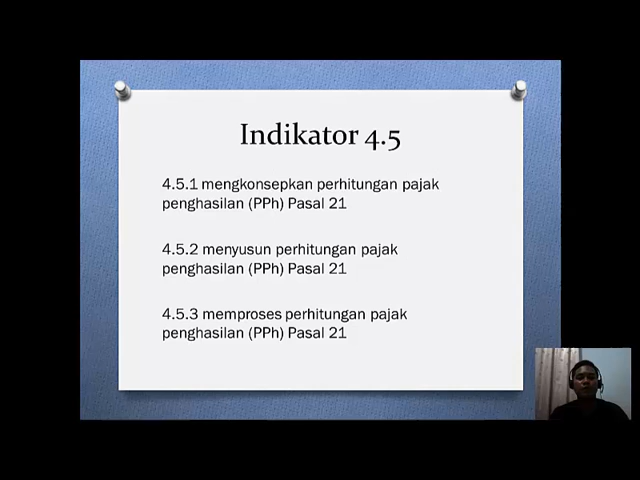 Indikator 4.5
4.5.1 mengkonsepkan perhitungan pajak
penghasilan (PPh) Pasal 21
4.5.2 menyusun perhitungan pajak
penghasilan (PPh) Pasal 21
4.5.3 memproses perhitungan pajak
penghasilan (PPh) Pasal 21